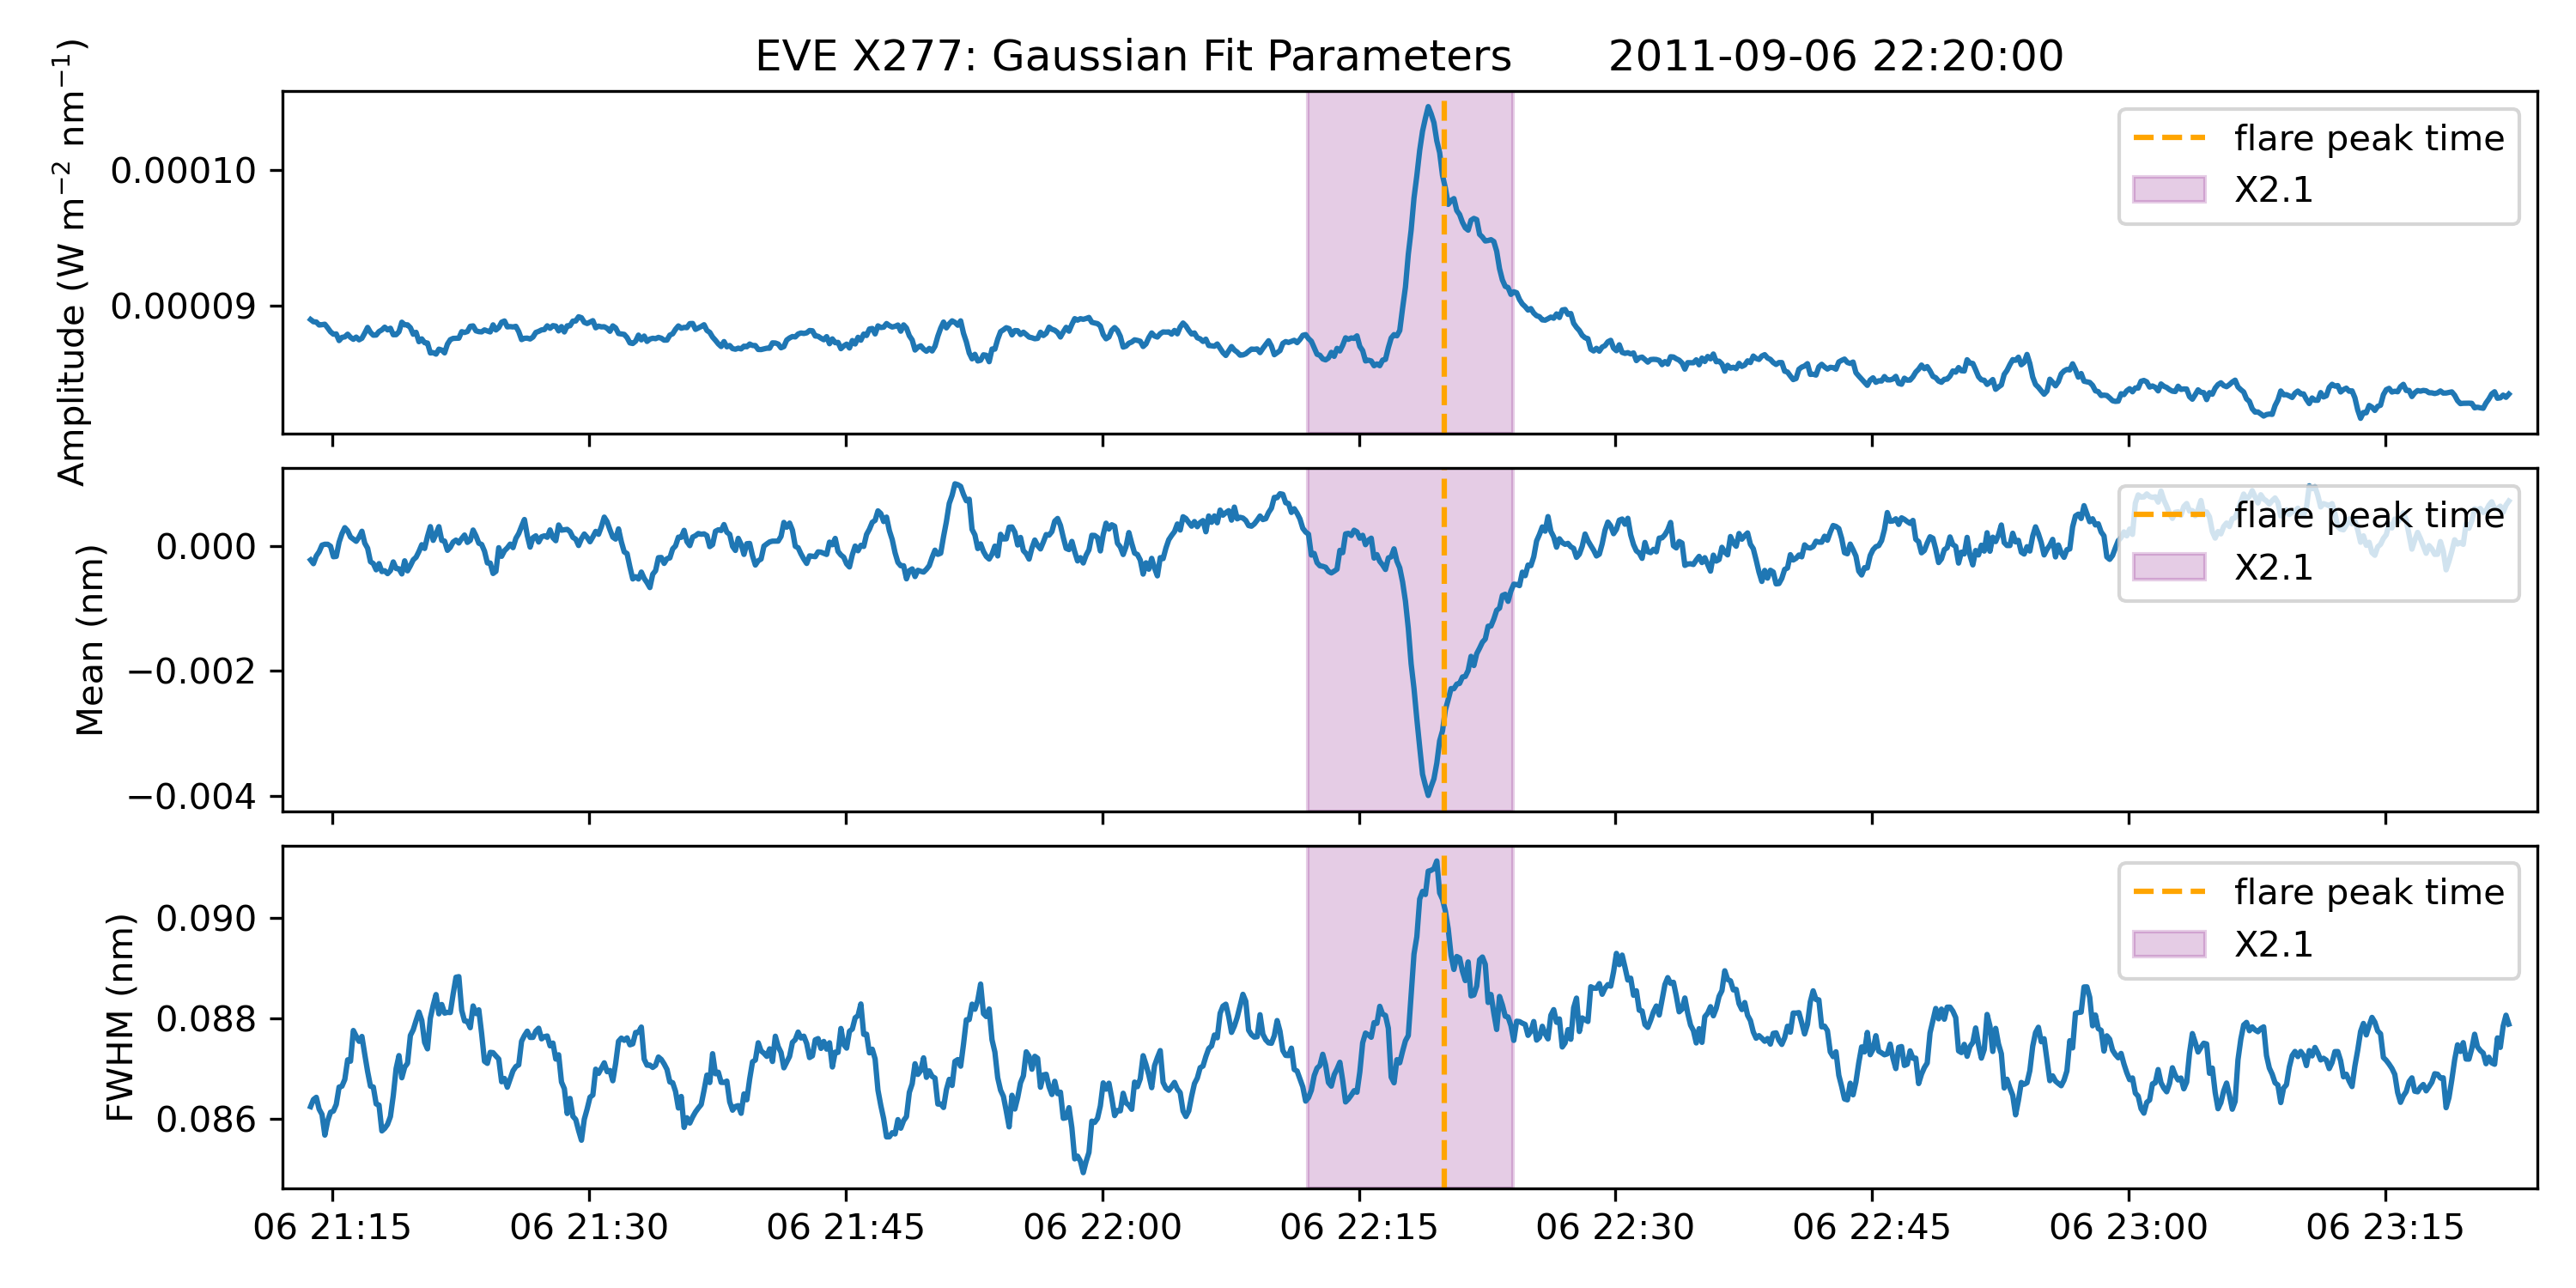 EVE X277: Gaussian Fit Parameters 2011-09-06 22:20:00
Amplitude (W m⁻² nm⁻¹)
0.00010
0.00009
flare peak time
X2.1
Mean (nm)
0.000
−0.002
−0.004
flare peak time
X2.1
FWHM (nm)
0.090
0.088
0.086
flare peak time
X2.1
06 21:15 06 21:30 06 21:45 06 22:00 06 22:15 06 22:30 06 22:45 06 23:00 06 23:15